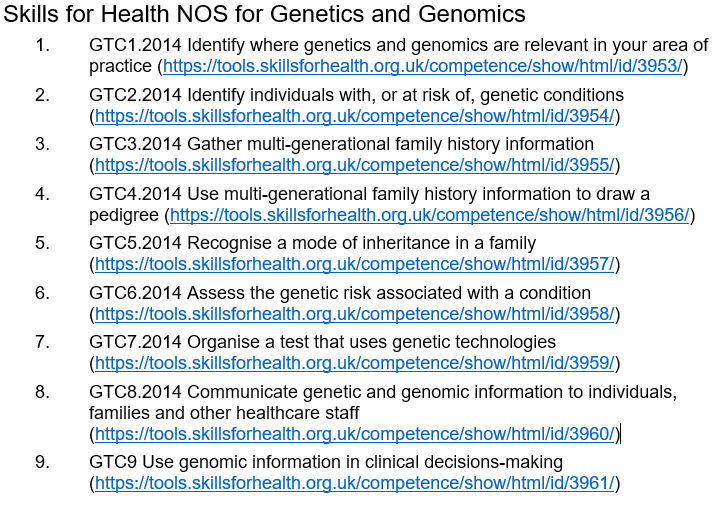 Skills for Health NOS for Genetics and Genomics
1. GTC1.2014 Identify where genetics and genomics are relevant in your area of
practice (https://tools.skillsforhealth.org.uk/competence/show/html/id/3953/)
2. GTC2.2014 Identify individuals with, or at risk of, genetic conditions
(https://tools.skillsforhealth.org.uk/competence/show/html/id/3954/)
3. GTC3.2014 Gather multi-generational family history information
(https://tools.skillsforhealth.org.uk/competence/show/html/id/3955/)
4. GTC4.2014 Use multi-generational family history information to draw a
pedigree (https://tools.skillsforhealth.org.uk/competence/show/html/id/3956/)
5. GTC5.2014 Recognise a mode of inheritance in a family
(https://tools.skillsforhealth.org.uk/competence/show/html/id/3957/)
6. GTC6.2014 Assess the genetic risk associated with a condition
(https://tools.skillsforhealth.org.uk/competence/show/html/id/3958/)
7. GTC7.2014 Organise a test that uses genetic technologies
(https://tools.skillsforhealth.org.uk/competence/show/html/id/3959/)
8. GTC8.2014 Communicate genetic and genomic information to individuals,
families and other healthcare staff
(https://tools.skillsforhealth.org.uk/competence/show/html/id/3960/)
9. GTC9 Use genomic information in clinical decisions-making
(https://tools.skillsforhealth.org.uk/competence/show/html/id/3961/)